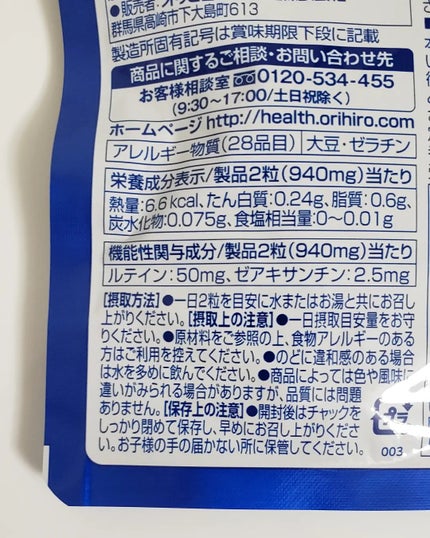 ●販売者:
群馬県高崎市下大島町613
製造所固有記号は賞味期限下段に記載
商品に関するご相談・お問い合わせ先
お客様相談室 0120-534-455
(9:30~17:00/土日祝除く)
ホームページ http://health.orihiro.com
アレルギー物質(28品目) 大豆・ゼラチン
栄養成分表示/製品2粒(940mg)当たり
熱量:6.6kcal、たん白質:0.24g、脂質:0.6g、
炭水化物:0.075g、食塩相当量:0~0.01g
機能性関与成分/製品2粒(940mg)当たり
ルテイン:50mg、ゼアキサンチン:2.5mg
【摂取方法】●一日2粒を目安に水またはお湯と共にお召し
上がりください。【摂取上の注意】●一日摂取目安量をお守
りください。●原材料をご参照の上、食物アレルギーのある
方はご利用を控えてください。●のどに違和感のある場合
は水を多めに飲んでください。●商品によっては色や風味に
違いがみられる場合がありますが、品質には問題
ありません。【保存上の注意】●開封後はチャックを
しっかり閉めて保存し、早めにお召し上がりくださ
い。お子様の手の届かない所に保管してください。
003